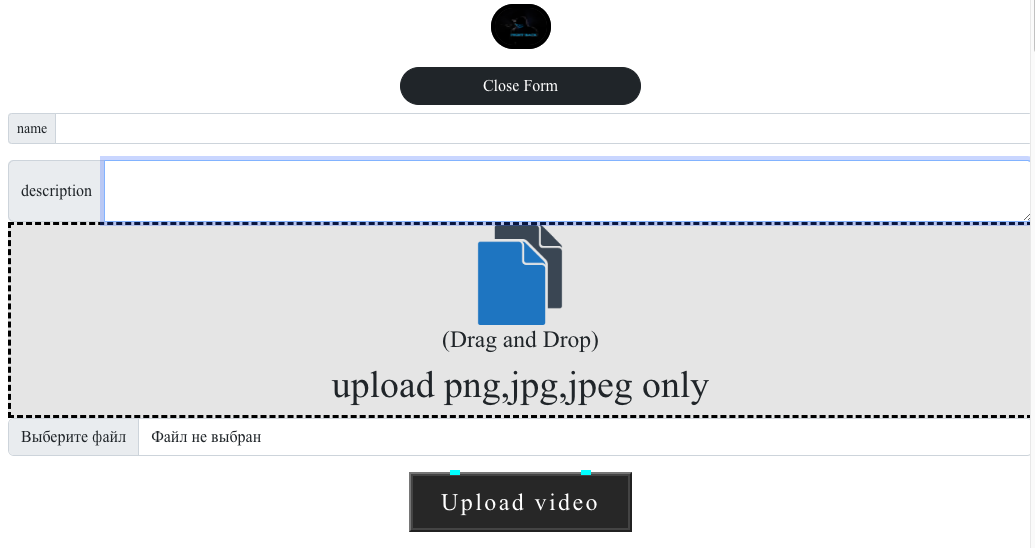 Close Form
name
description
(Drag and Drop)
upload png,jpg,jpeg only
Выберите файл Файл не выбран
Upload video